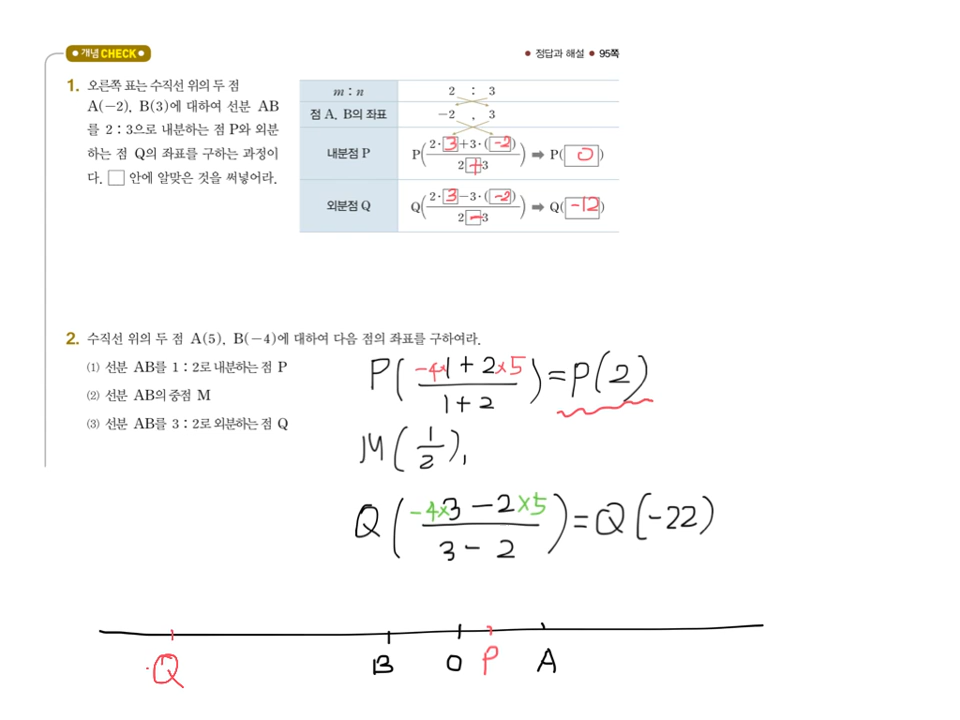 • 개념 CHECK •
• 정답과 해설 • 95쪽
1. 오른쪽 표는 수직선 위의 두 점
A(−2), B(3)에 대하여 선분 AB
를 2 : 3으로 내분하는 점 P와 외분
하는 점 Q의 좌표를 구하는 과정이
다. □ 안에 알맞은 것을 써넣어라.
m : n 2 : 3
점 A, B의 좌표 −2 , 3
내분점 P P( (2·3+3·(−2)) / (2+3) ) ➡ P(0)
외분점 Q Q( (2·3−3·(−2)) / (2−3) ) ➡ Q(−12)
2. 수직선 위의 두 점 A(5), B(−4)에 대하여 다음 점의 좌표를 구하여라.
⑴ 선분 AB를 1 : 2로 내분하는 점 P
⑵ 선분 AB의 중점 M
⑶ 선분 AB를 3 : 2로 외분하는 점 Q
P( (−4×1 + 2×5) / (1+2) ) = P(2)
M( 1/2 ),
Q( (−4×3 − 2×5) / (3−2) ) = Q(−22)
Q B O P A